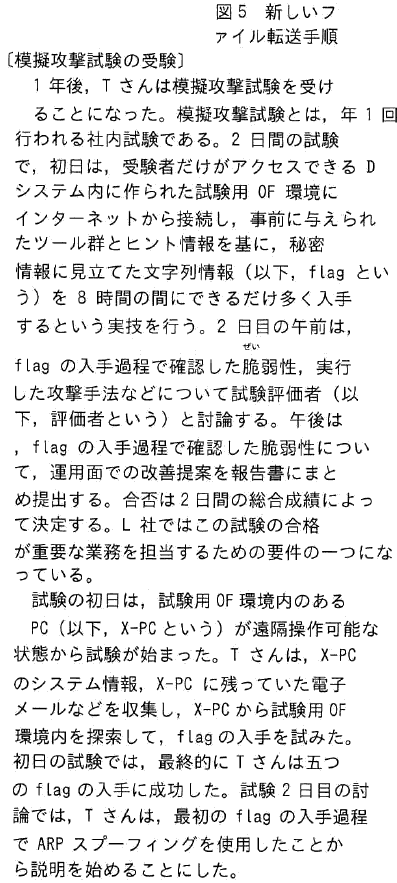 図5 新しいフ
ァイル転送手順
〔模擬攻撃試験の受験〕
1年後，Tさんは模擬攻撃試験を受け
ることになった。模擬攻撃試験とは，年1回
行われる社内試験である。2日間の試験
で，初日は，受験者だけがアクセスできる D
システム内に作られた試験用 OF 環境に
インターネットから接続し，事前に与えられ
たツール群とヒント情報を基に，秘密
情報に見立てた文字列情報（以下，flag とい
う）を 8 時間の間にできるだけ多く入手
するという実技を行う。2 日目の午前は，
ぜい
flag の入手過程で確認した脆弱性，実行
した攻撃手法などについて試験評価者（以
下，評価者という）と討論する。午後は
，flag の入手過程で確認した脆弱性につい
て，運用面での改善提案を報告書にまと
め提出する。合否は2日間の総合成績によっ
て決定する。L 社ではこの試験の合格
が重要な業務を担当するための要件の一つにな
っている。
試験の初日は，試験用OF環境内のある
PC（以下，X-PCという）が遠隔操作可能な
状態から試験が始まった。T さんは，X-PC
のシステム情報，X-PC に残っていた電子
メールなどを収集し，X-PCから試験用OF
環境内を探索して，flagの入手を試みた。
初日の試験では，最終的にTさんは五つ
の flagの入手に成功した。試験2日目の討
論では，Tさんは，最初の flag の入手過程
で ARP スプーフィングを使用したことか
ら説明を始めることにした。